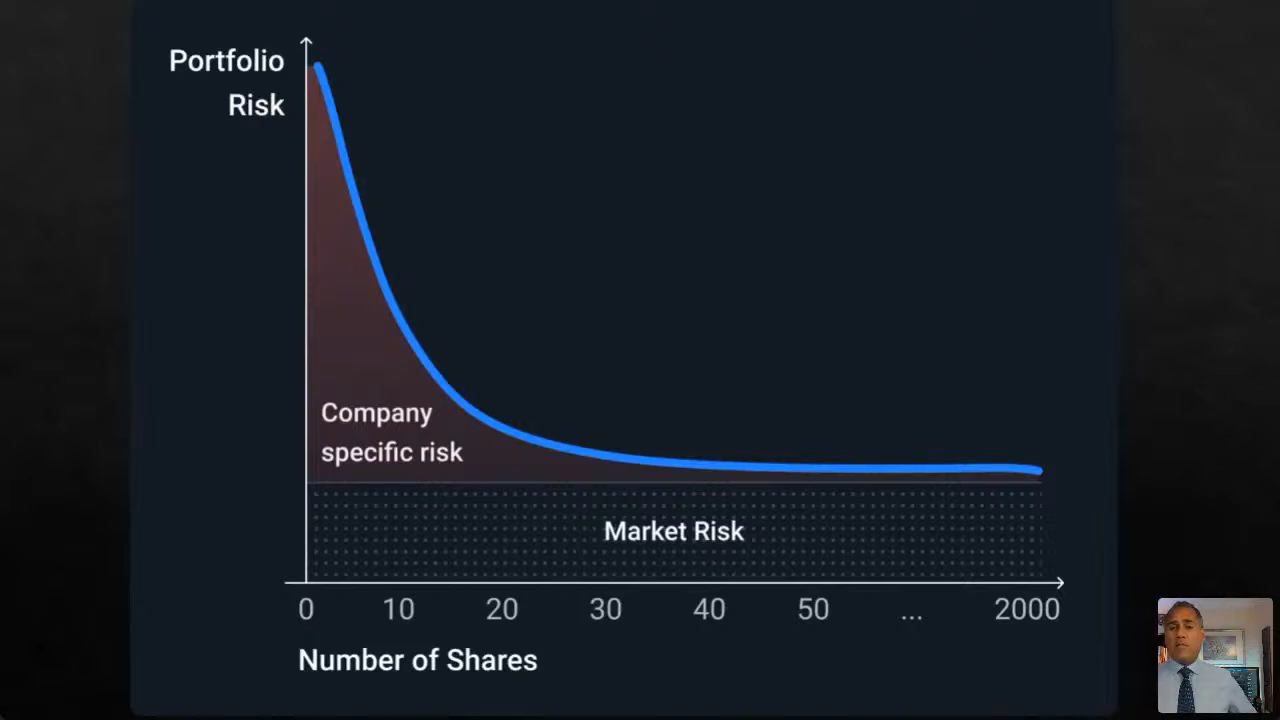 Portfolio
Risk
Company
specific risk
Market Risk
0 10 20 30 40 50 ... 2000
Number of Shares